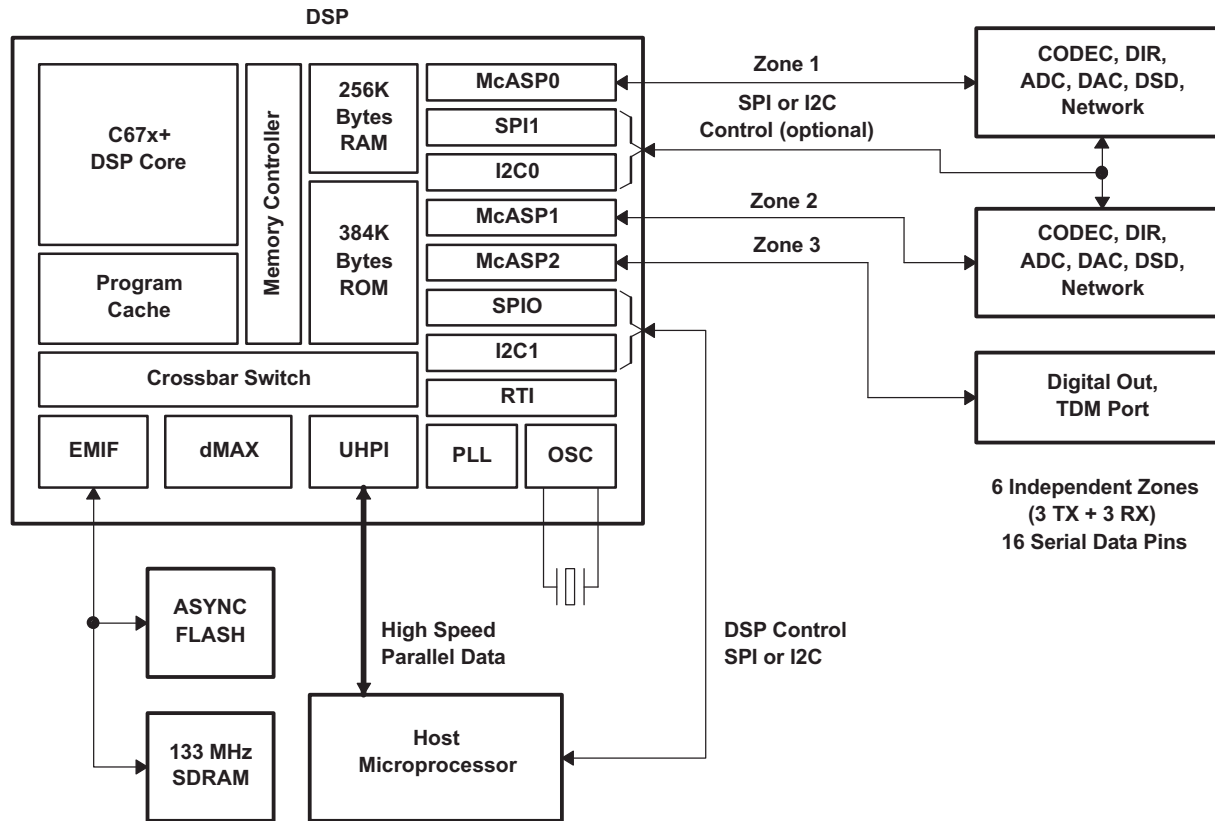 DSP
C67x+
DSP Core
Program
Cache
Memory Controller
256K
Bytes
RAM
384K
Bytes
ROM
McASP0
SPI1
I2C0
McASP1
McASP2
SPIO
I2C1
RTI
Crossbar Switch
EMIF
dMAX
UHPI
PLL
OSC
Zone 1
SPI or I2C
Control (optional)
Zone 2
Zone 3
CODEC, DIR,
ADC, DAC, DSD,
Network
CODEC, DIR,
ADC, DAC, DSD,
Network
Digital Out,
TDM Port
6 Independent Zones
(3 TX + 3 RX)
16 Serial Data Pins
ASYNC
FLASH
133 MHz
SDRAM
High Speed
Parallel Data
Host
Microprocessor
DSP Control
SPI or I2C